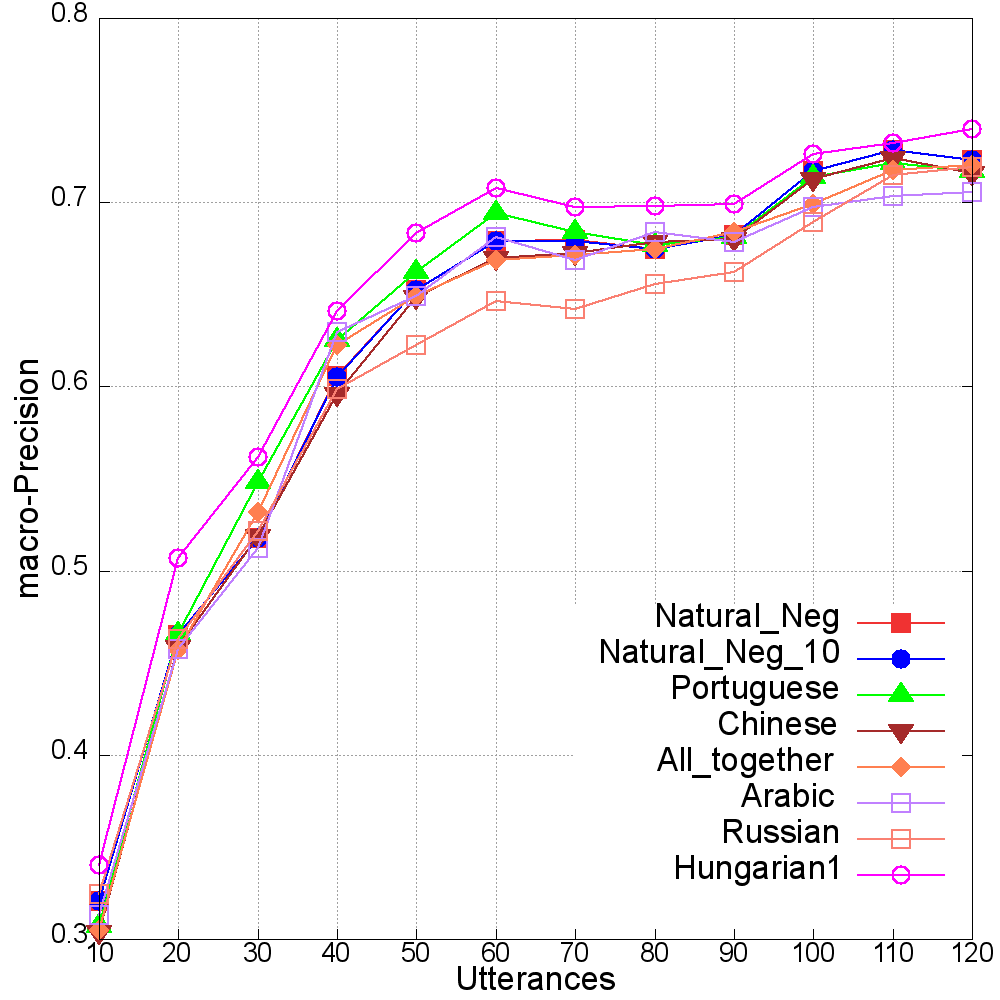 0.8
0.7
0.6
0.5
0.4
0.3
macro-Precision
Natural_Neg
Natural_Neg_10
Portuguese
Chinese
All_together
Arabic
Russian
Hungarian1
10 20 30 40 50 60 70 80 90 100 110 120
Utterances